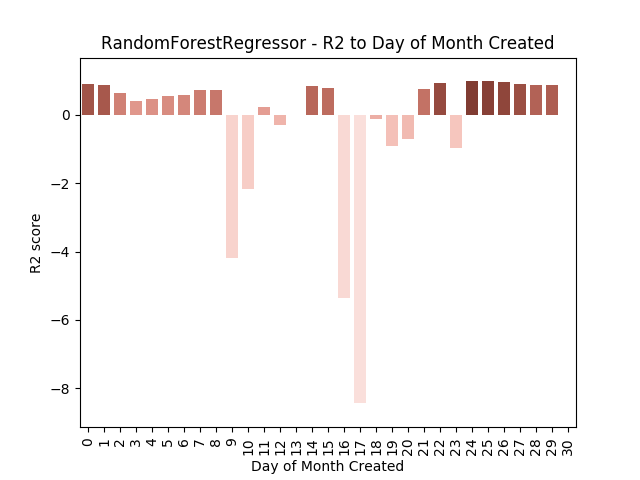 RandomForestRegressor - R2 to Day of Month Created
R2 score
0
−2
−4
−6
−8
0 1 2 3 4 5 6 7 8 9 10 11 12 13 14 15 16 17 18 19 20 21 22 23 24 25 26 27 28 29 30
Day of Month Created